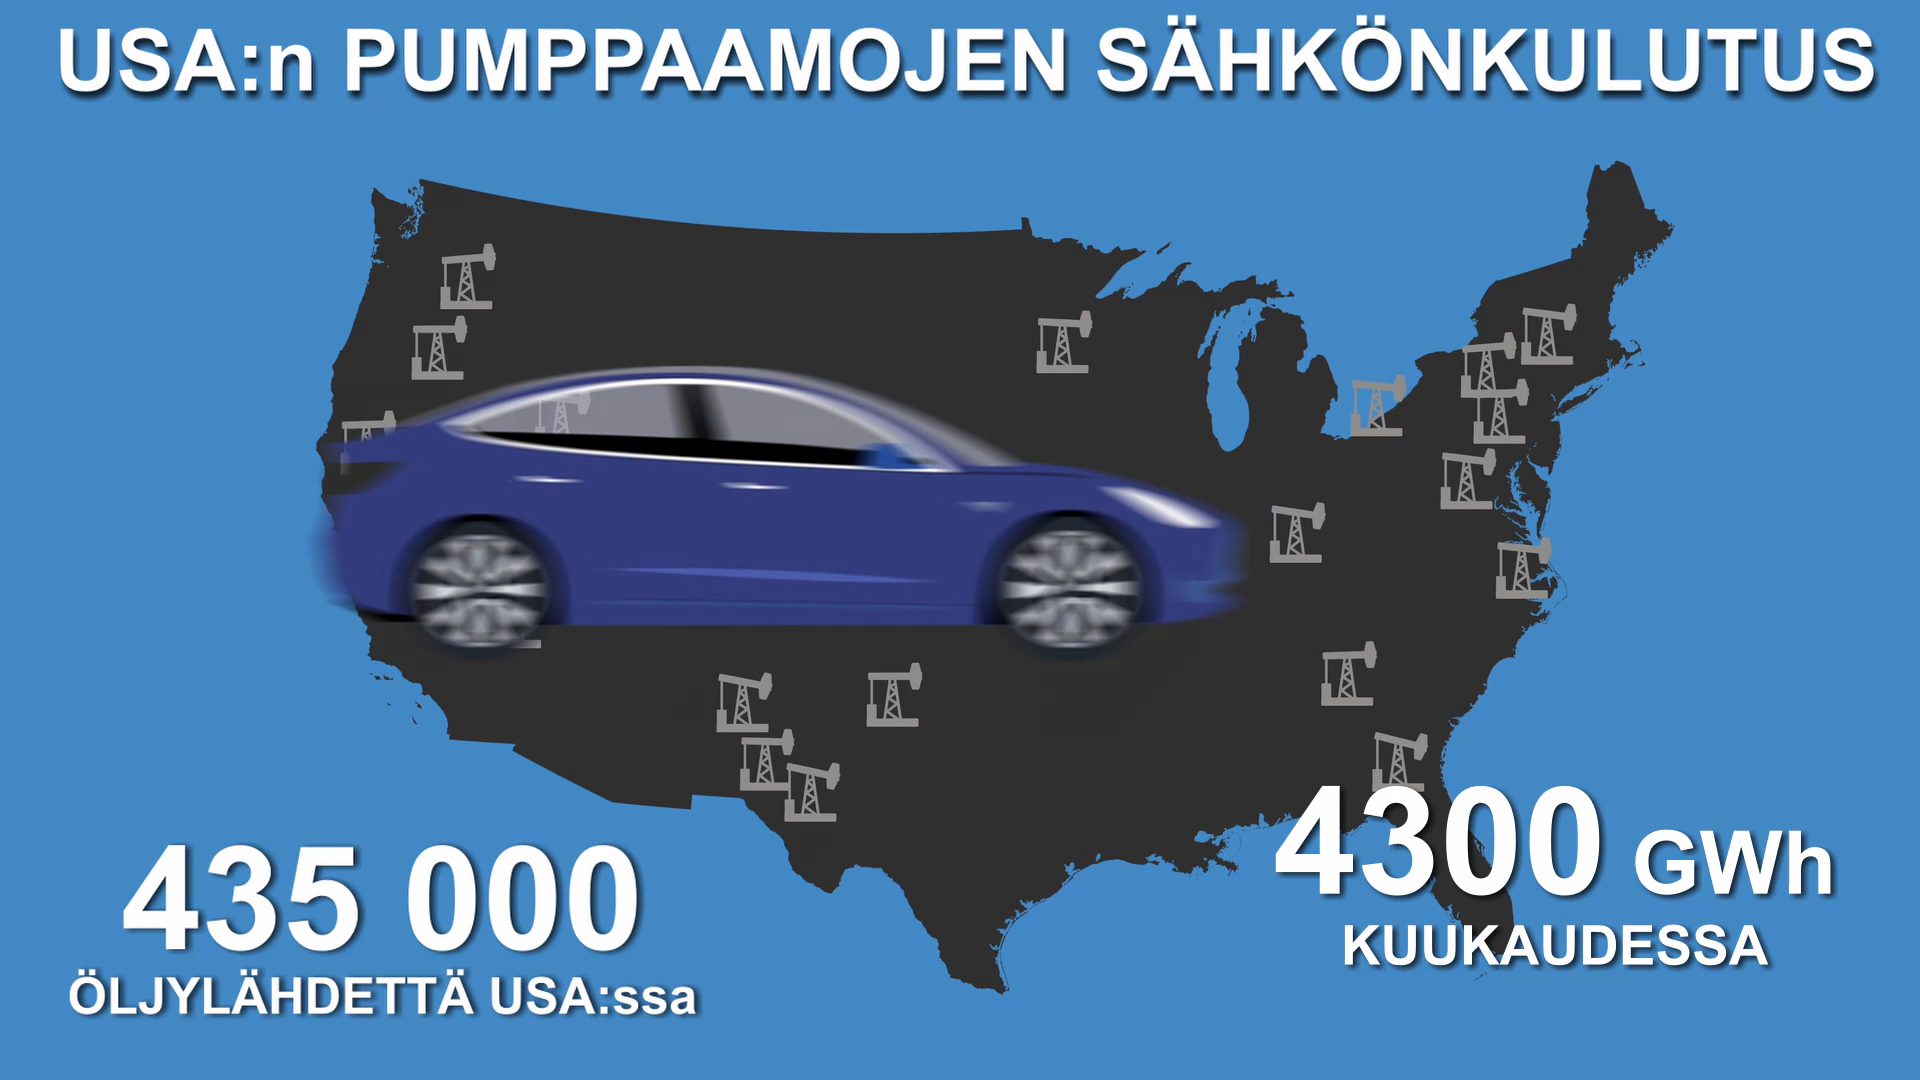 USA:n PUMPPAAMOJEN SÄHKÖNKULUTUS
435 000
ÖLJYLÄHDETTÄ USA:ssa
4300 GWh
KUUKAUDESSA